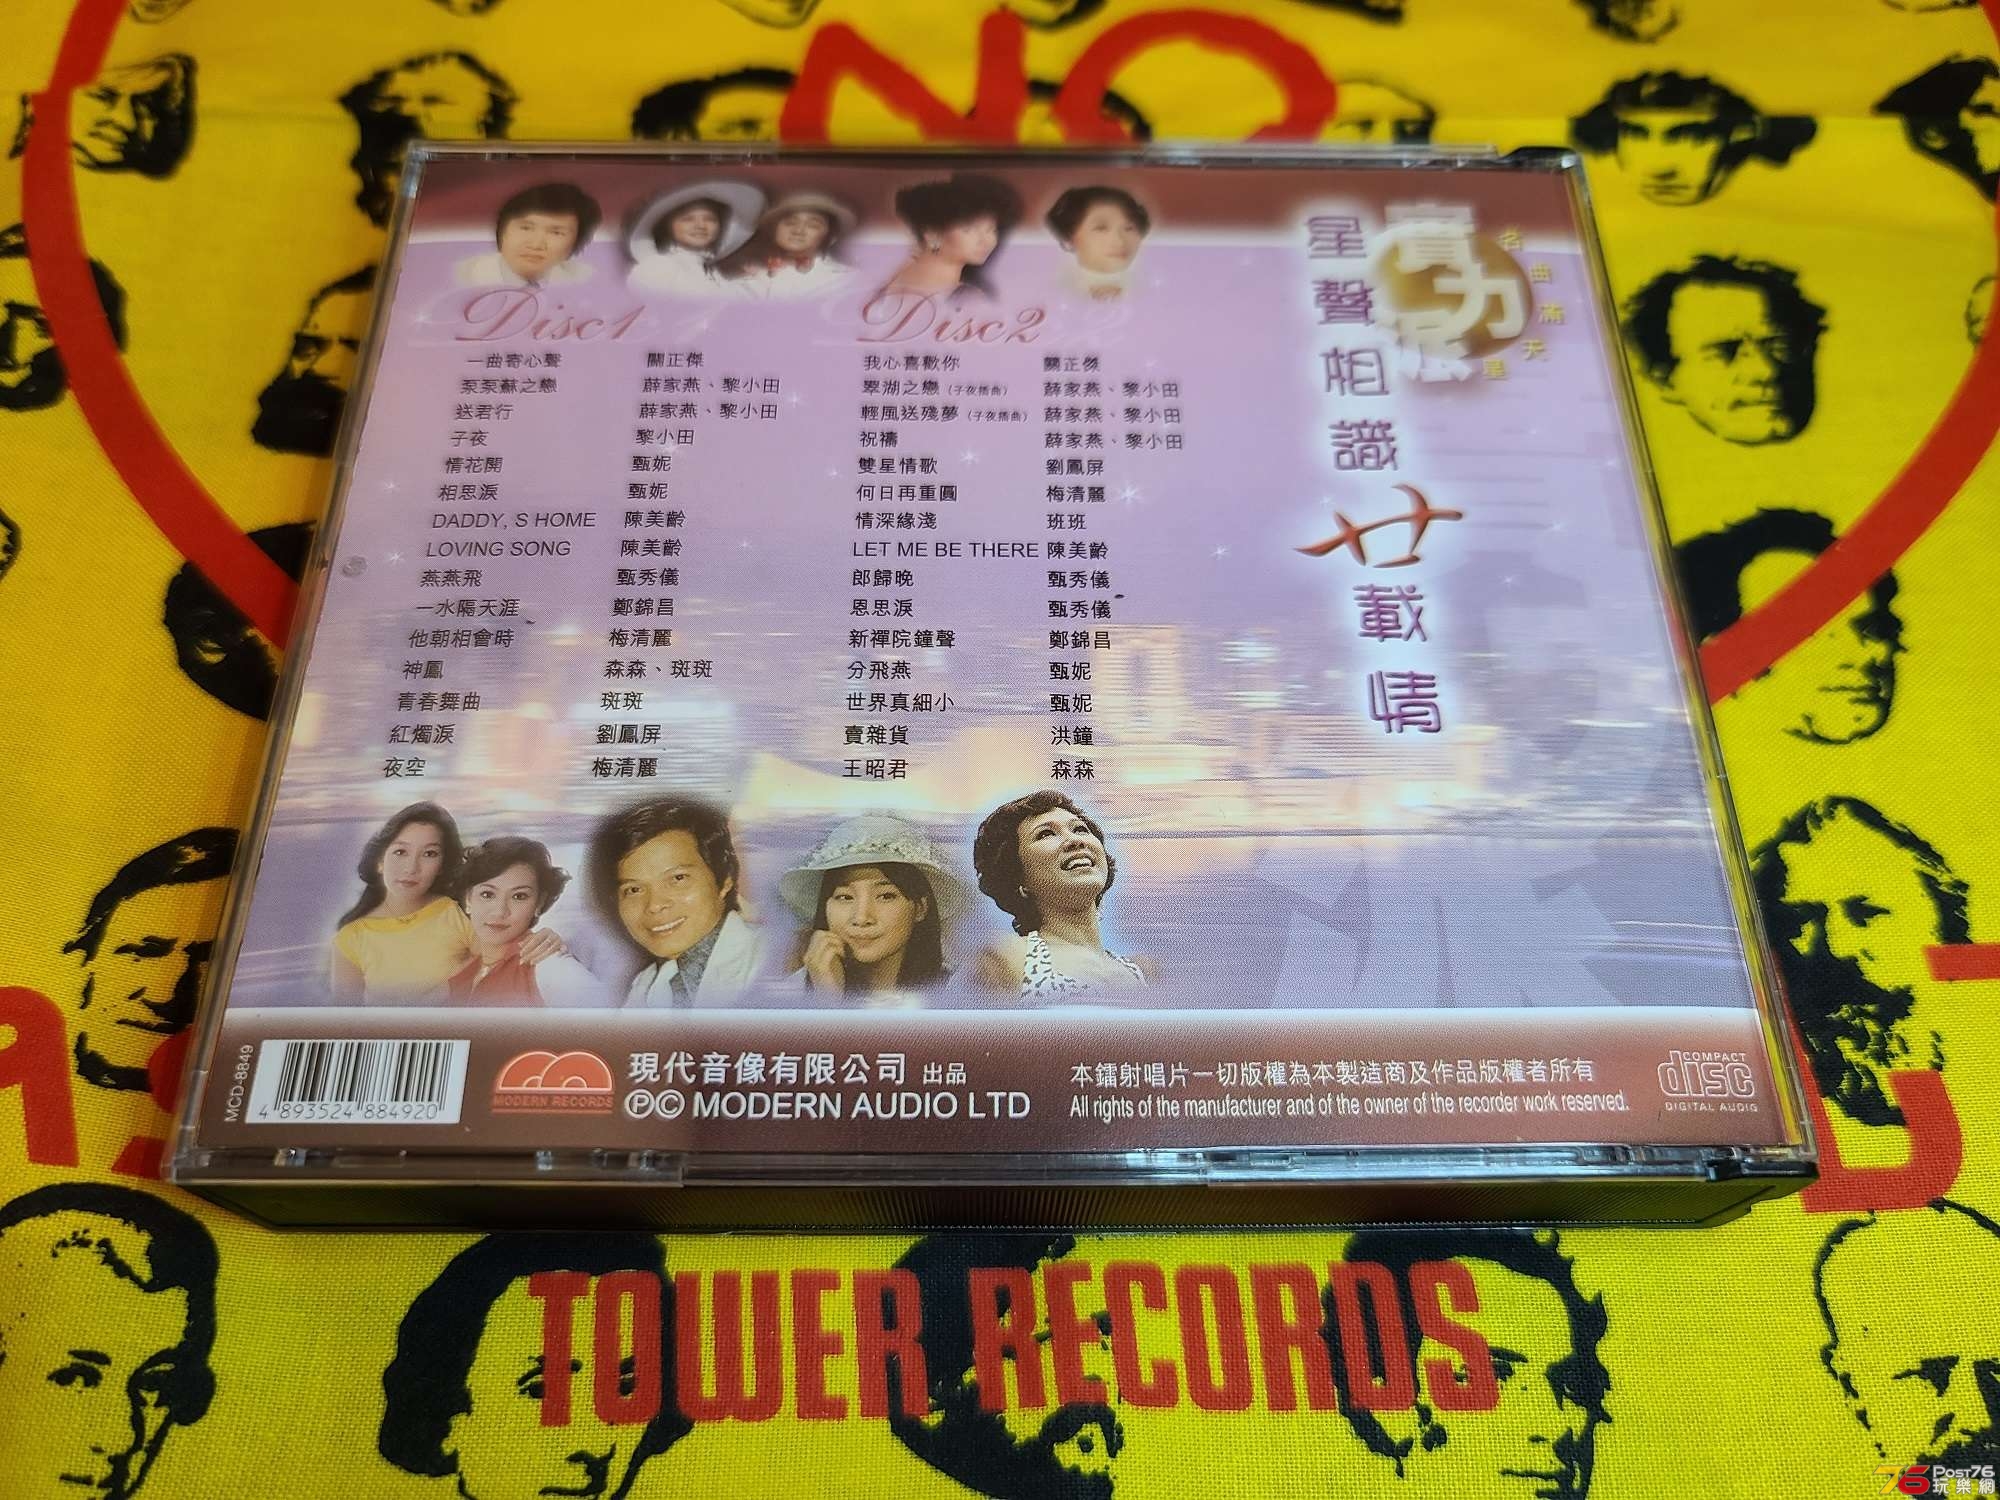 NO
Disc1
一曲寄心聲 關正傑
泵泵蘇之戀 薛家燕、黎小田
送君行 薛家燕、黎小田
子夜 黎小田
情花開 甄妮
相思淚 甄妮
DADDY, S HOME 陳美齡
LOVING SONG 陳美齡
燕燕飛 甄秀儀
一水隔天涯 鄭錦昌
他朝相會時 梅清麗
神鳳 森森、斑斑
青春舞曲 斑斑
紅燭淚 劉鳳屏
夜空 梅清麗
Disc2
我心喜歡你 關正傑
翠湖之戀（子夜插曲） 薛家燕、黎小田
輕風送殘夢（子夜插曲） 薛家燕、黎小田
祝禱 薛家燕、黎小田
雙星情歌 劉鳳屏
何日再重圓 梅清麗
情深緣淺 班班
LET ME BE THERE 陳美齡
郎歸晚 甄秀儀
恩思淚 甄秀儀
新禪院鐘聲 鄭錦昌
分飛燕 甄妮
世界真細小 甄妮
賣雜貨 洪鐘
王昭君 森森
星聲相識廿載情
實力派
名曲滿天星
MCD-8849
4 893524 884920
MODERN RECORDS
現代音像有限公司 出品
ⓅⒸ MODERN AUDIO LTD
本鐳射唱片一切版權為本製造商及作品版權者所有
All rights of the manufacturer and of the owner of the recorder work reserved.
COMPACT
disc
DIGITAL AUDIO
TOWER RECORDS
76 Post76
玩樂網